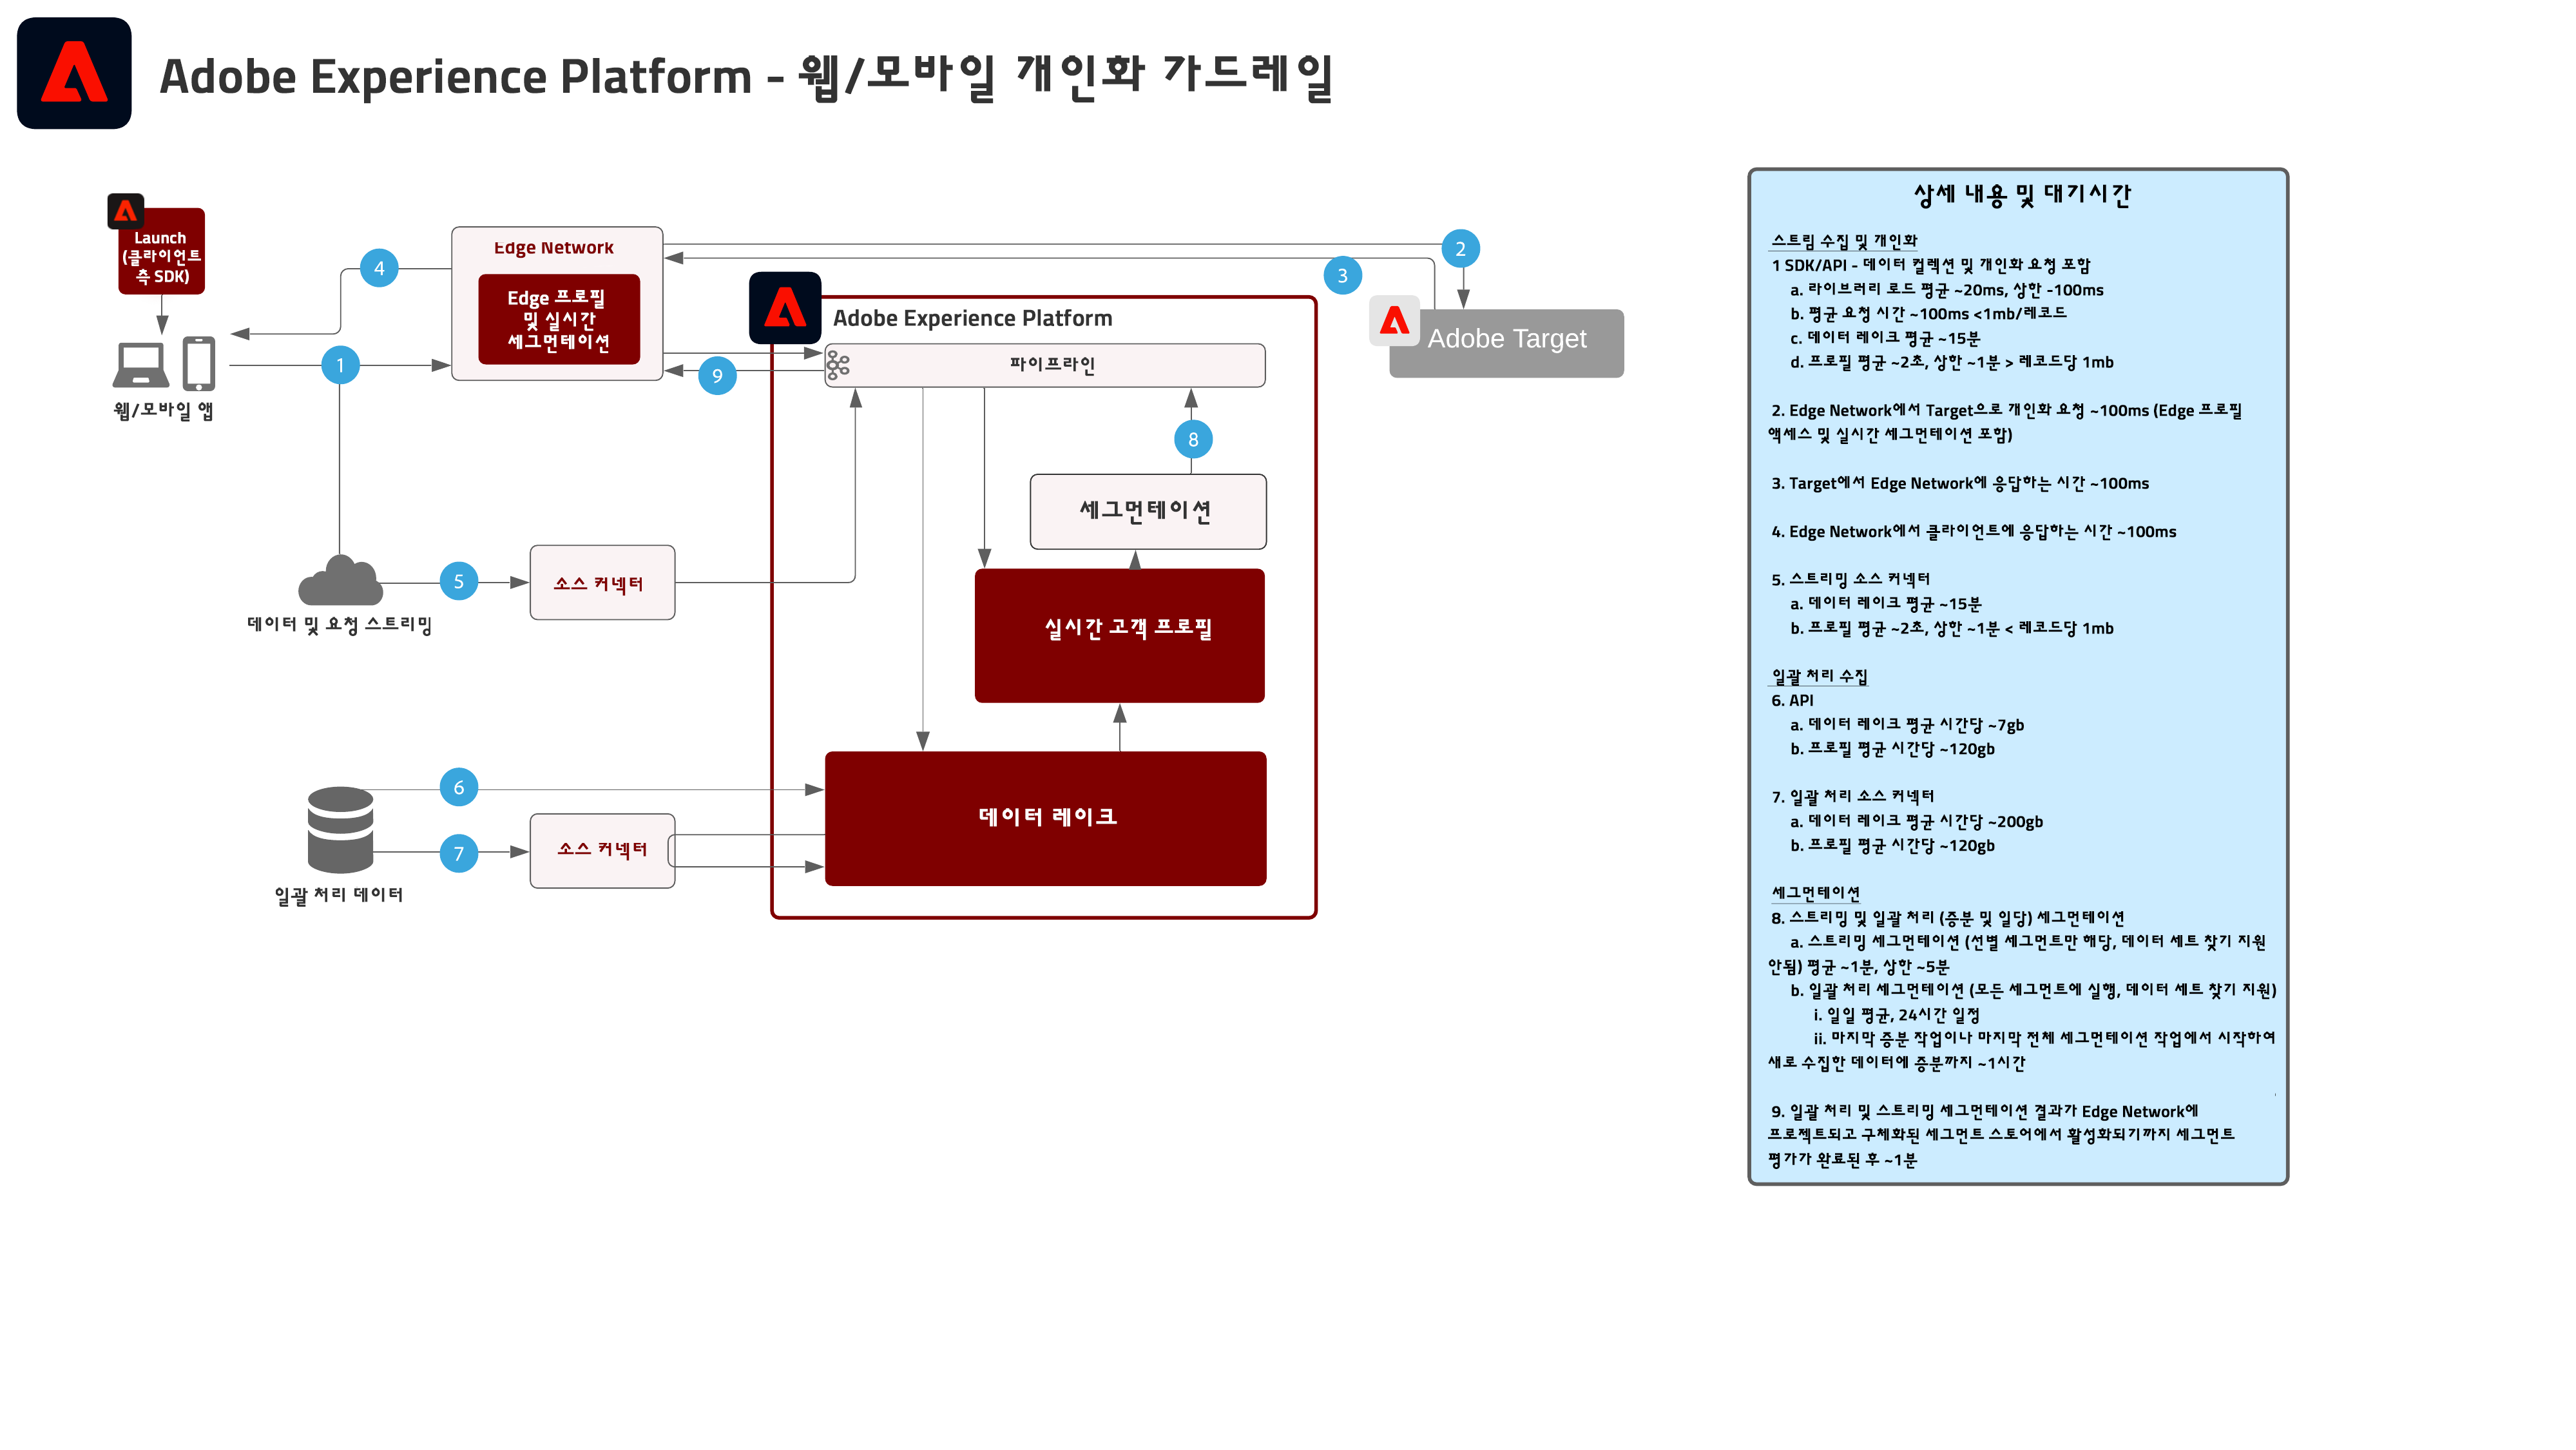 Adobe Experience Platform - 웹/모바일 개인화 가드레일
Launch
(클라이언트
측 SDK)
웹/모바일 앱
4
1
Edge Network
Edge 프로필
및 실시간
세그먼테이션
2
3
Adobe Target
9
Adobe Experience Platform
파이프라인
8
세그먼테이션
실시간 고객 프로필
데이터 레이크
데이터 및 요청 스트리밍
5
소스 커넥터
일괄 처리 데이터
6
7
소스 커넥터
상세 내용 및 대기시간
스트림 수집 및 개인화
1 SDK/API - 데이터 컬렉션 및 개인화 요청 포함
a. 라이브러리 로드 평균 ~20ms, 상한 -100ms
b. 평균 요청 시간 ~100ms <1mb/레코드
c. 데이터 레이크 평균 ~15분
d. 프로필 평균 ~2초, 상한 ~1분 > 레코드당 1mb
2. Edge Network에서 Target으로 개인화 요청 ~100ms (Edge 프로필
액세스 및 실시간 세그먼테이션 포함)
3. Target에서 Edge Network에 응답하는 시간 ~100ms
4. Edge Network에서 클라이언트에 응답하는 시간 ~100ms
5. 스트리밍 소스 커넥터
a. 데이터 레이크 평균 ~15분
b. 프로필 평균 ~2초, 상한 ~1분 < 레코드당 1mb
일괄 처리 수집
6. API
a. 데이터 레이크 평균 시간당 ~7gb
b. 프로필 평균 시간당 ~120gb
7. 일괄 처리 소스 커넥터
a. 데이터 레이크 평균 시간당 ~200gb
b. 프로필 평균 시간당 ~120gb
세그먼테이션
8. 스트리밍 및 일괄 처리 (증분 및 일당) 세그먼테이션
a. 스트리밍 세그먼테이션 (선별 세그먼트만 해당, 데이터 세트 찾기 지원
안됨) 평균 ~1분, 상한 ~5분
b. 일괄 처리 세그먼테이션 (모든 세그먼트에 실행, 데이터 세트 찾기 지원)
i. 일일 평균, 24시간 일정
ii. 마지막 증분 작업이나 마지막 전체 세그먼테이션 작업에서 시작하여
새로 수집한 데이터에 증분까지 ~1시간
9. 일괄 처리 및 스트리밍 세그먼테이션 결과가 Edge Network에
프로젝트되고 구체화된 세그먼트 스토어에서 활성화되기까지 세그먼트
평가가 완료된 후 ~1분